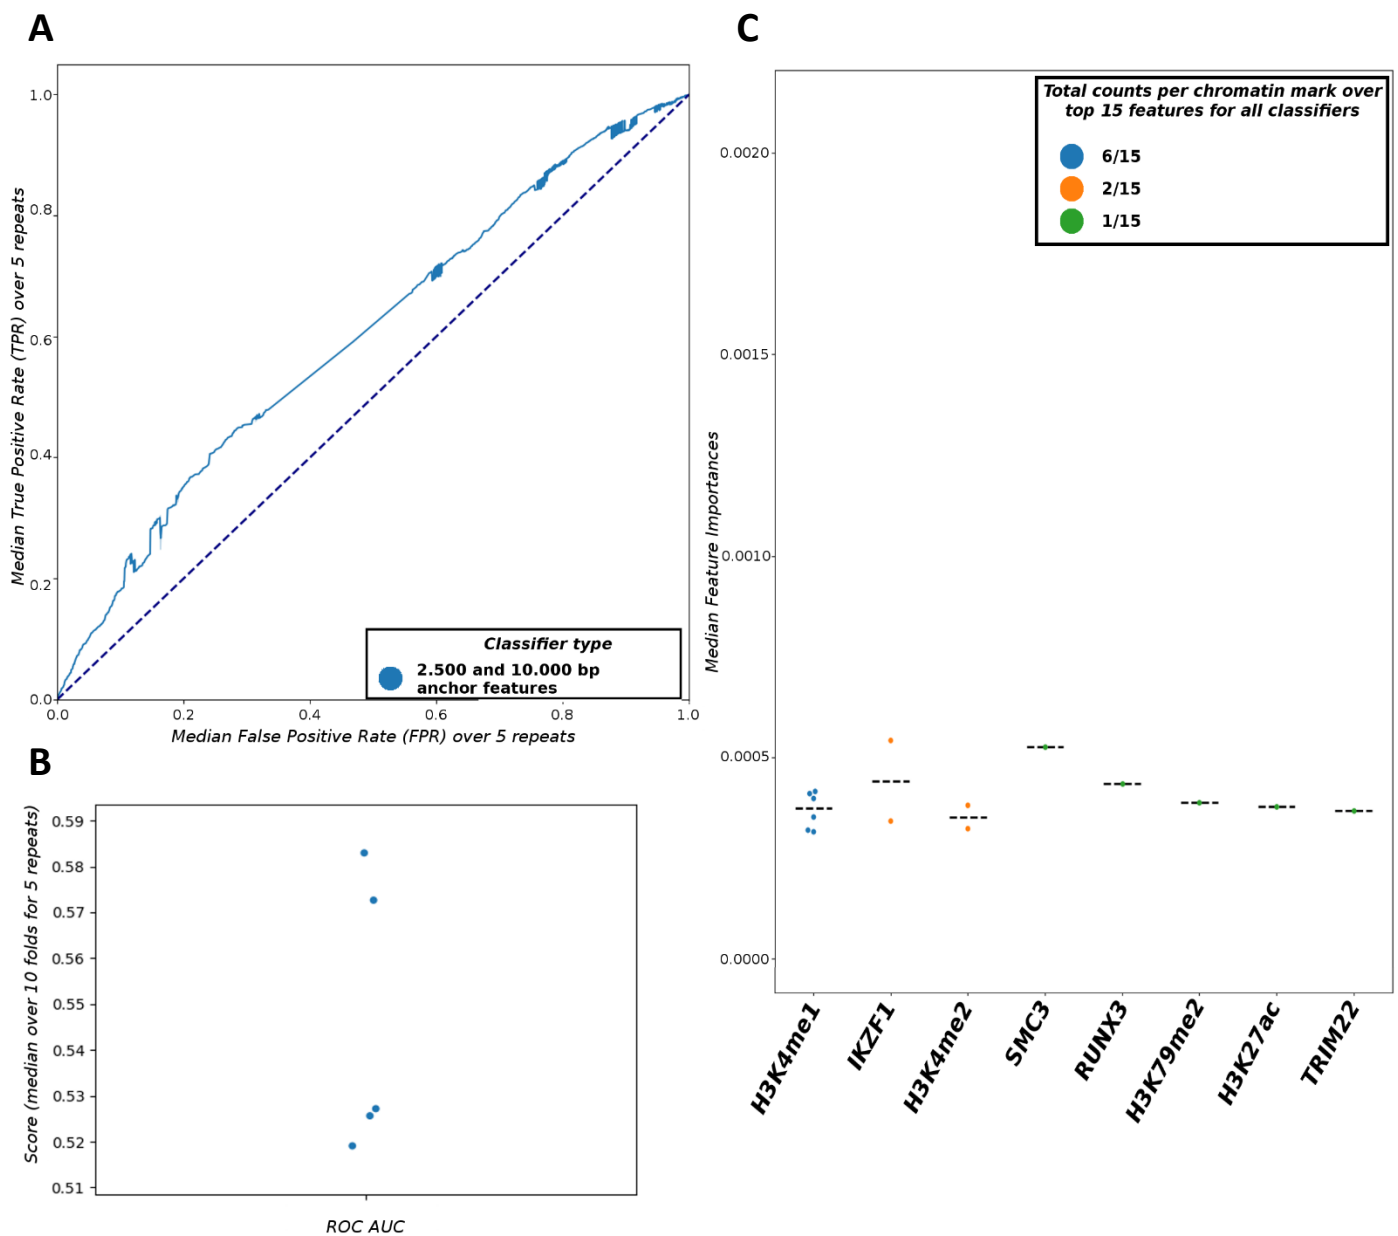 A
Median True Positive Rate (TPR) over 5 repeats
1.0
0.8
0.6
0.4
0.2
0.0
0.0
0.2
0.4
0.6
0.8
1.0
Classifier type
2.500 and 10.000 bp
anchor features
Median False Positive Rate (FPR) over 5 repeats
B
Score (median over 10 folds for 5 repeats)
0.59
0.58
0.57
0.56
0.55
0.54
0.53
0.52
0.51
ROC AUC
C
Total counts per chromatin mark over
top 15 features for all classifiers
6/15
2/15
1/15
Median Feature Importances
0.0020
0.0015
0.0010
0.0005
0.0000
H3K4me1
IKZF1
H3K4me2
SMC3
RUNX3
H3K79me2
H3K27ac
TRIM22